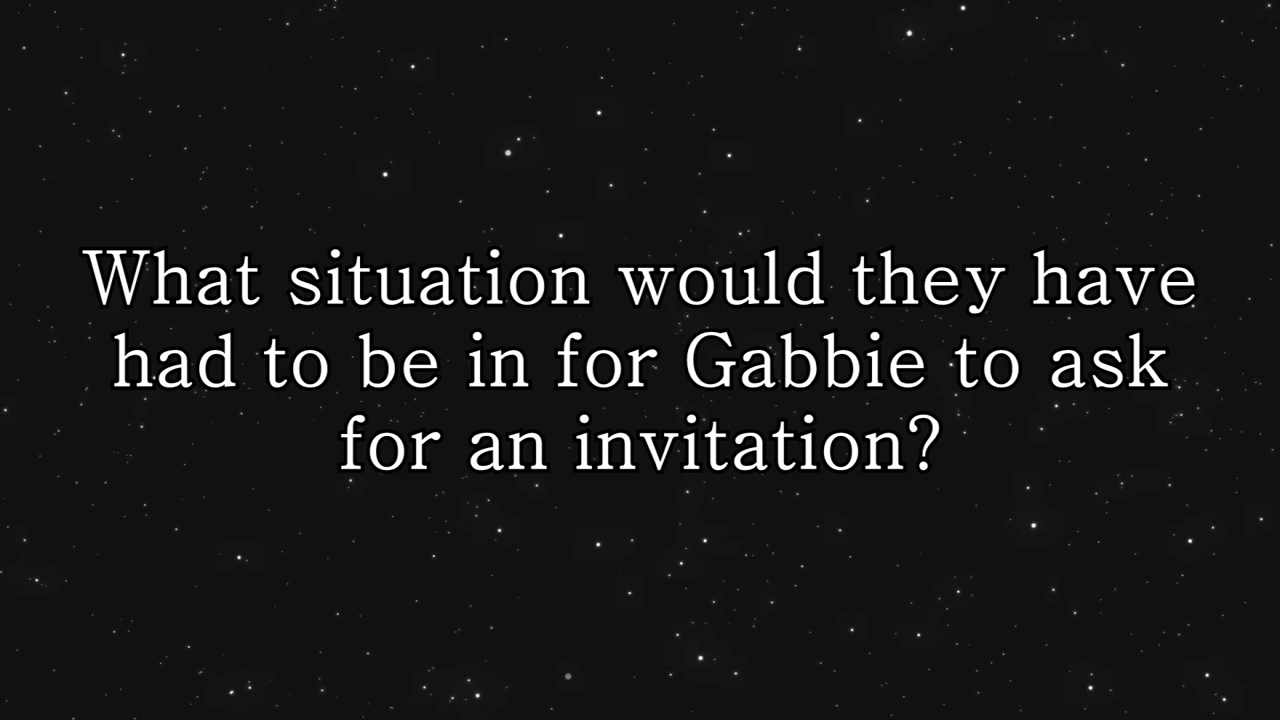 What situation would they have
had to be in for Gabbie to ask
for an invitation?